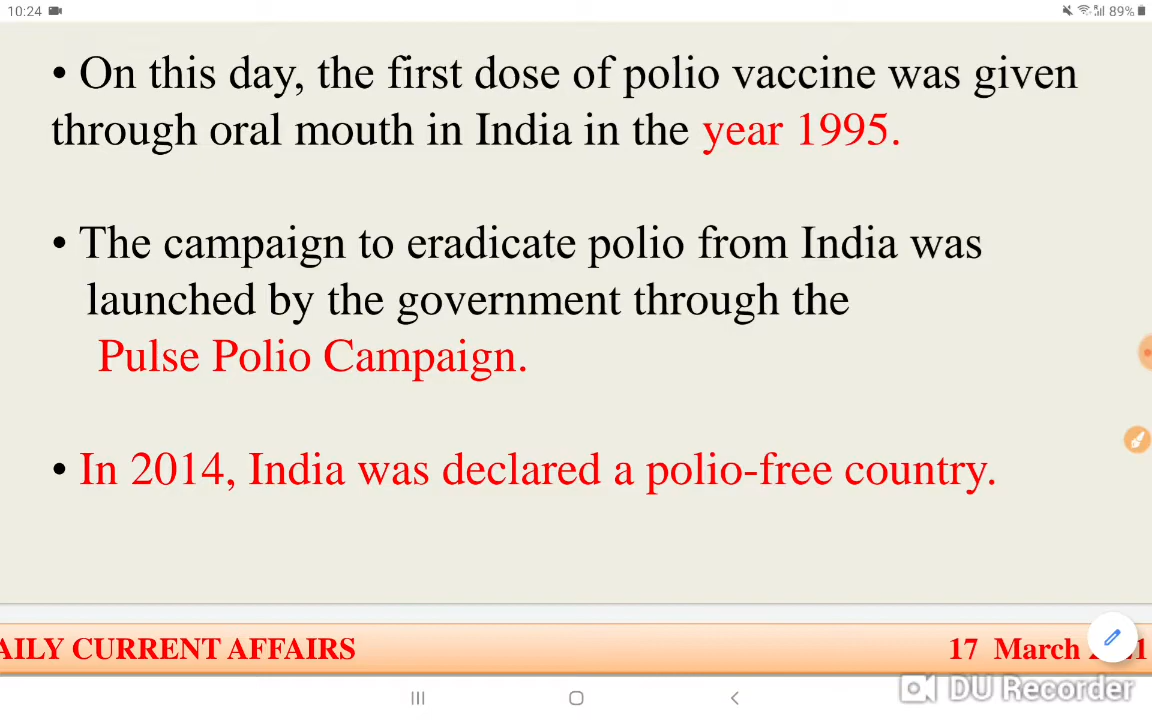 10:24
89%
• On this day, the first dose of polio vaccine was given
through oral mouth in India in the year 1995.
• The campaign to eradicate polio from India was
launched by the government through the
Pulse Polio Campaign.
• In 2014, India was declared a polio-free country.
AILY CURRENT AFFAIRS
17 March
DU Recorder